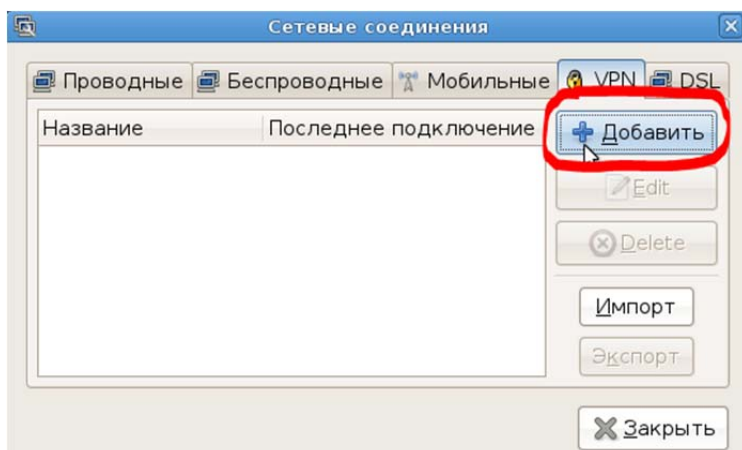 Сетевые соединения
Проводные Беспроводные Мобильные VPN DSL
Название Последнее подключение
Добавить
Edit
Delete
Импорт
Экспорт
Закрыть